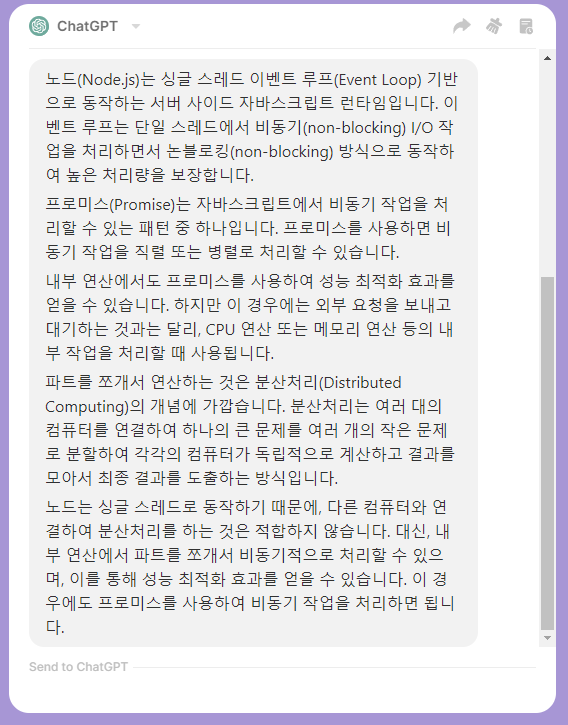 ChatGPT
노드(Node.js)는 싱글 스레드 이벤트 루프(Event Loop) 기반
으로 동작하는 서버 사이드 자바스크립트 런타임입니다. 이
벤트 루프는 단일 스레드에서 비동기(non-blocking) I/O 작
업을 처리하면서 논블로킹(non-blocking) 방식으로 동작하
여 높은 처리량을 보장합니다.
프로미스(Promise)는 자바스크립트에서 비동기 작업을 처
리할 수 있는 패턴 중 하나입니다. 프로미스를 사용하면 비
동기 작업을 직렬 또는 병렬로 처리할 수 있습니다.
내부 연산에서도 프로미스를 사용하여 성능 최적화 효과를
얻을 수 있습니다. 하지만 이 경우에는 외부 요청을 보내고
대기하는 것과는 달리, CPU 연산 또는 메모리 연산 등의 내
부 작업을 처리할 때 사용됩니다.
파트를 쪼개서 연산하는 것은 분산처리(Distributed
Computing)의 개념에 가깝습니다. 분산처리는 여러 대의
컴퓨터를 연결하여 하나의 큰 문제를 여러 개의 작은 문제
로 분할하여 각각의 컴퓨터가 독립적으로 계산하고 결과를
모아서 최종 결과를 도출하는 방식입니다.
노드는 싱글 스레드로 동작하기 때문에, 다른 컴퓨터와 연
결하여 분산처리를 하는 것은 적합하지 않습니다. 대신, 내
부 연산에서 파트를 쪼개서 비동기적으로 처리할 수 있으
며, 이를 통해 성능 최적화 효과를 얻을 수 있습니다. 이 경
우에도 프로미스를 사용하여 비동기 작업을 처리하면 됩니
다.
Send to ChatGPT